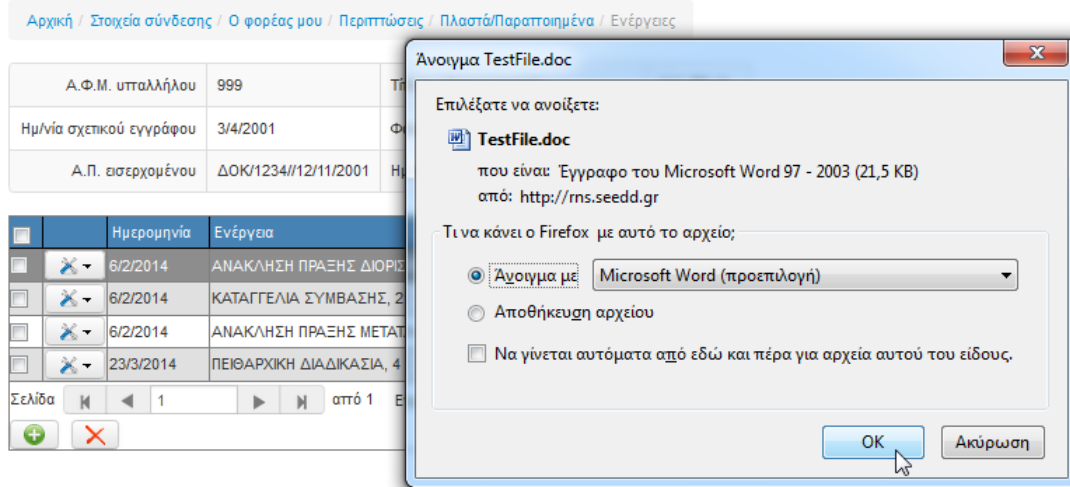 Αρχική / Στοιχεία σύνδεσης / Ο φορέας μου / Περιπτώσεις / Πλαστά/Παραποιημένα / Ενέργειες
Α.Φ.Μ. υπαλλήλου 999
Ημ/νία σχετικού εγγράφου 3/4/2001
Α.Π. εισερχομένου ΔΟΚ/1234//12/11/2001
Ημερομηνία Ενέργεια
6/2/2014 ΑΝΑΚΛΗΣΗ ΠΡΑΞΗΣ
6/2/2014 ΚΑΤΑΓΓΕΛΙΑ ΣΥΜΒΑΣΗΣ, 2
6/2/2014 ΑΝΑΚΛΗΣΗ ΠΡΑΞΗΣ
23/3/2014 ΠΕΙΘΑΡΧΙΚΗ ΔΙΑΔΙΚΑΣΙΑ, 4
Σελίδα 1 από 1
Άνοιγμα TestFile.doc
Επιλέξατε να ανοίξετε:
TestFile.doc
που είναι: Έγγραφο του Microsoft Word 97 - 2003 (21,5 KB)
από: http://rns.seedd.gr
Τι να κάνει ο Firefox με αυτό το αρχείο;
Άνοιγμα με Microsoft Word (προεπιλογή)
Αποθήκευση αρχείου
Να γίνεται αυτόματα από εδώ και πέρα για αρχεία αυτού του είδους.
OK Ακύρωση